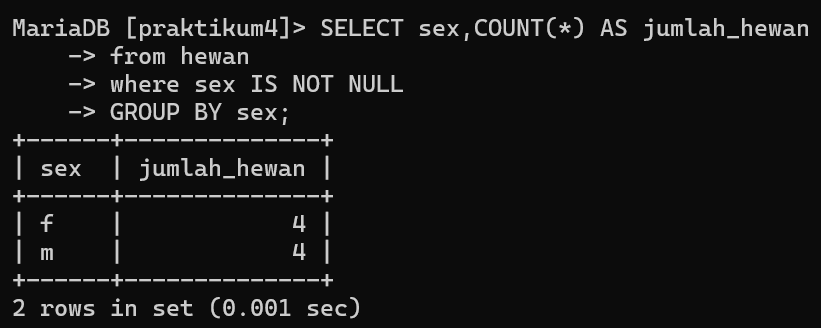 MariaDB [praktikum4]> SELECT sex,COUNT(*) AS jumlah_hewan
    -> from hewan
    -> where sex IS NOT NULL
    -> GROUP BY sex;
+------+--------------+
| sex  | jumlah_hewan |
+------+--------------+
| f    |            4 |
| m    |            4 |
+------+--------------+
2 rows in set (0.001 sec)